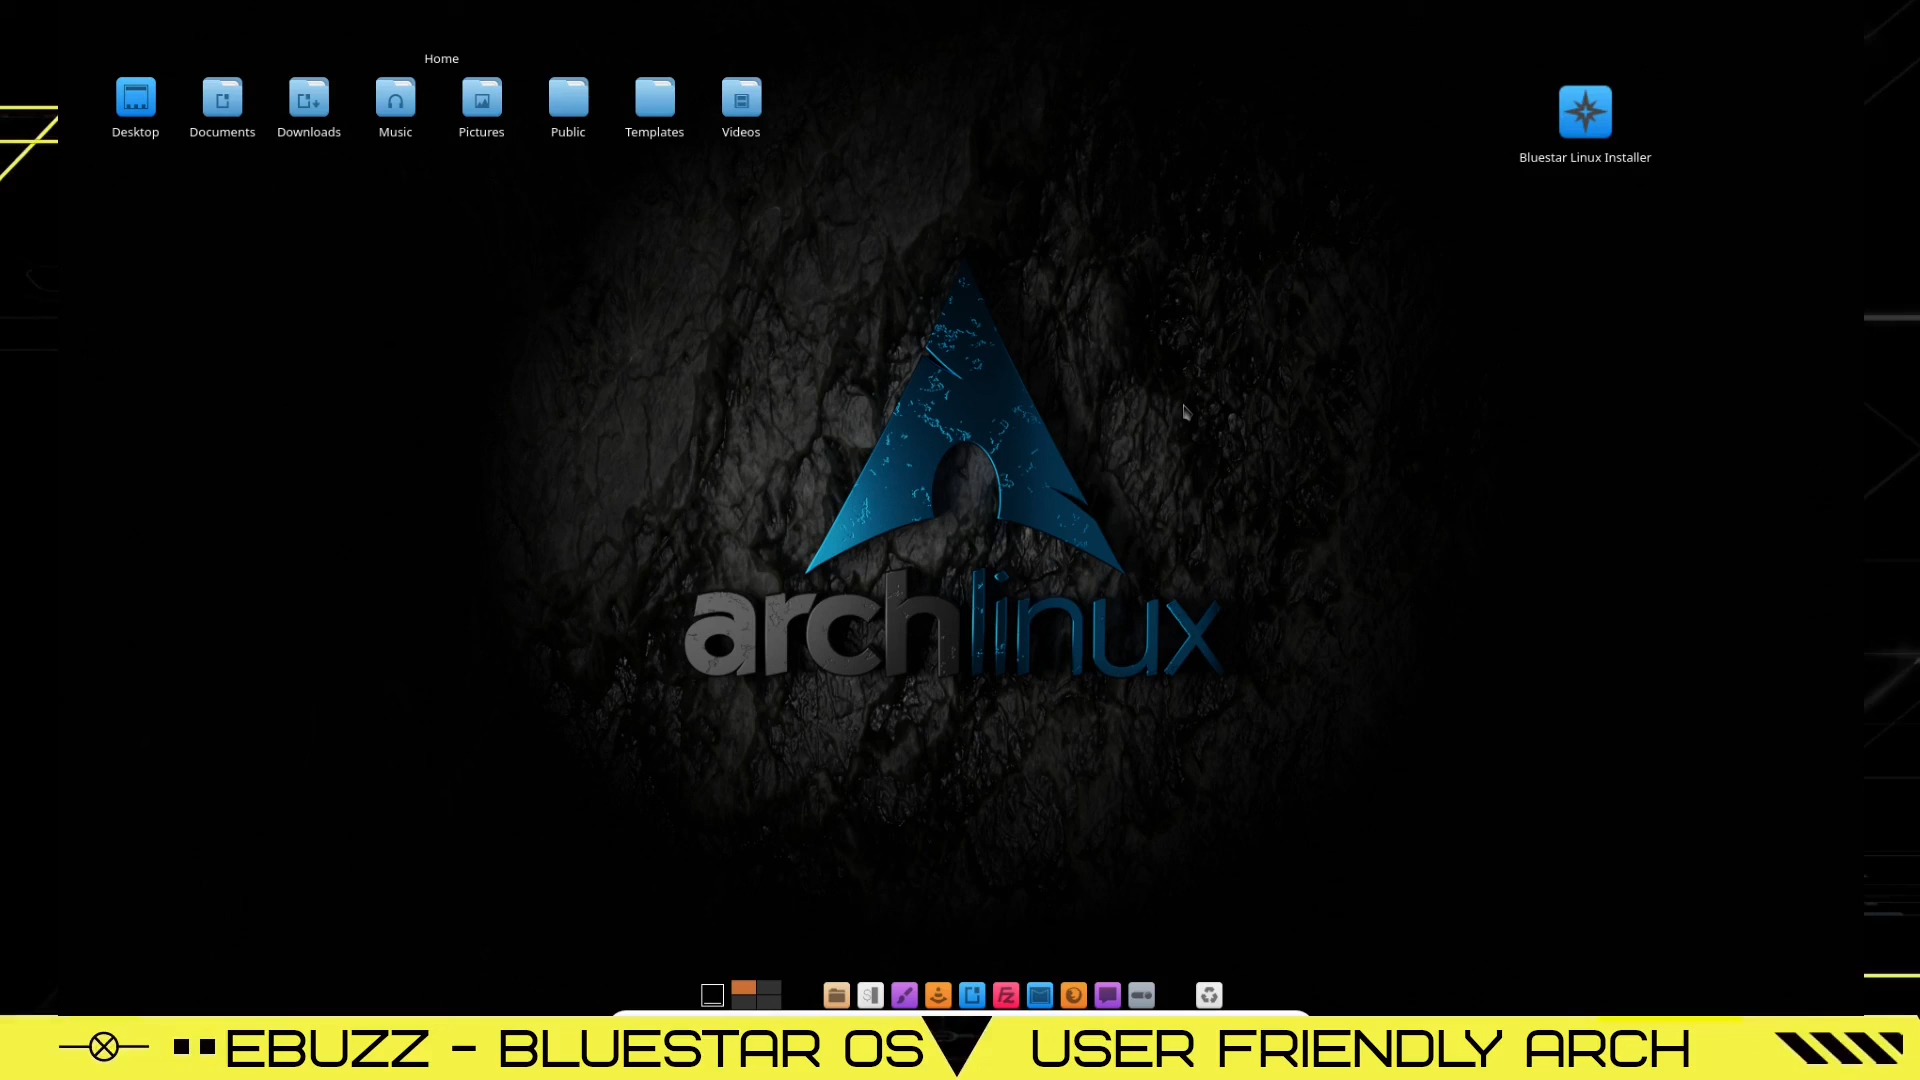 Home
Desktop Documents Downloads Music Pictures Public Templates Videos
Bluestar Linux Installer
archlinux
Fz
EBUZZ - BLUESTAR OS USER FRIENDLY ARCH